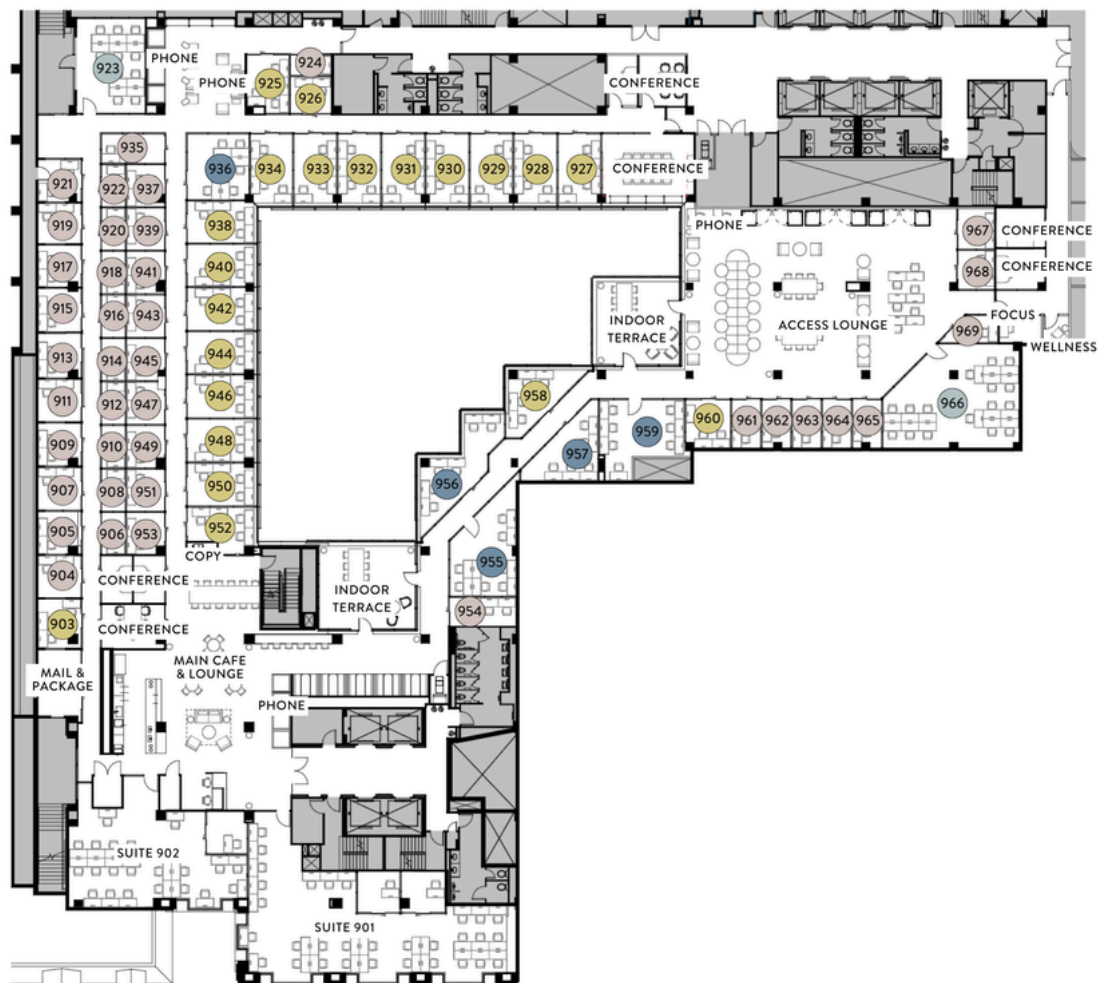 923
PHONE
PHONE
925
924
926
CONFERENCE
935
936
934
933
932
931
930
929
928
927
CONFERENCE
921
922
937
919
920
939
938
PHONE
967
CONFERENCE
917
918
941
940
968
CONFERENCE
915
916
943
942
INDOOR
TERRACE
ACCESS LOUNGE
FOCUS
969
WELLNESS
913
914
945
944
911
912
947
946
958
960
961
962
963
964
965
966
909
910
949
948
957
959
907
908
951
950
956
905
906
953
952
COPY
955
904
CONFERENCE
INDOOR
TERRACE
954
903
CONFERENCE
MAIL &
PACKAGE
MAIN CAFE
& LOUNGE
PHONE
SUITE 902
SUITE 901